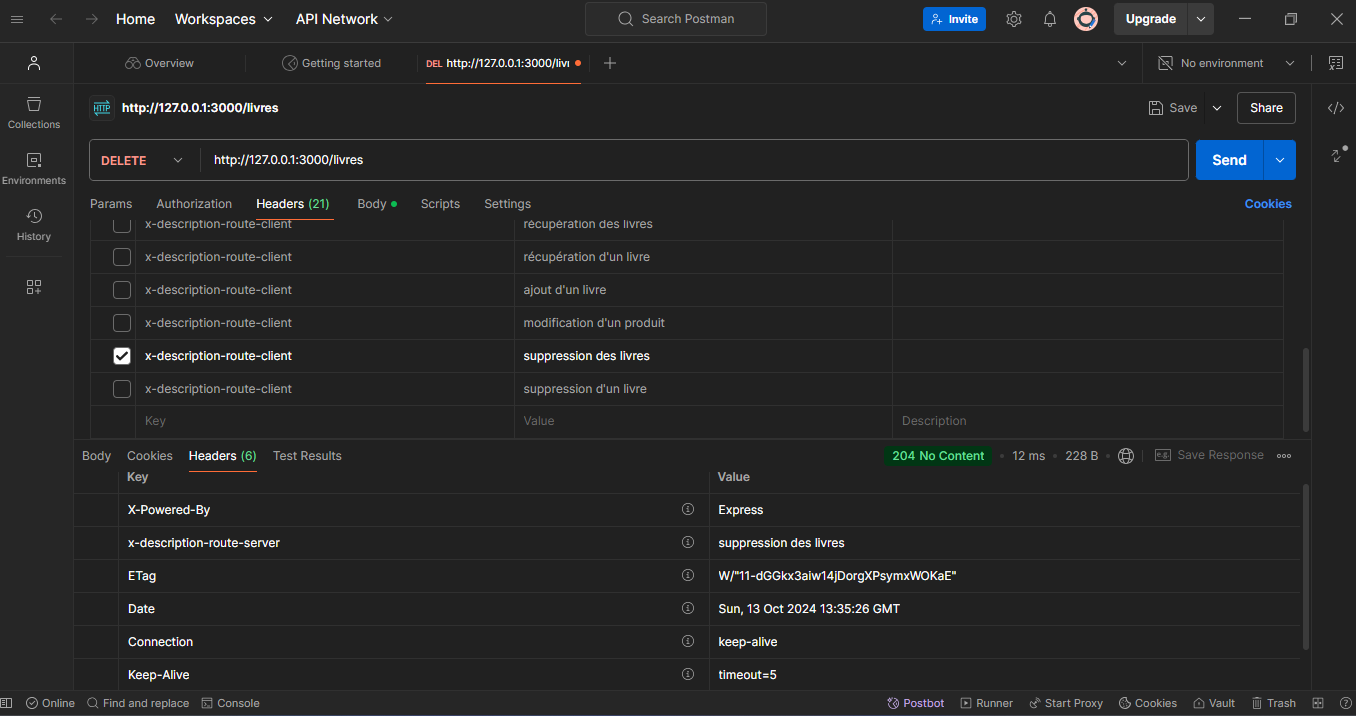 Home Workspaces API Network Search Postman Invite Upgrade
Overview Getting started DEL http://127.0.0.1:3000/livr No environment
HTTP http://127.0.0.1:3000/livres Save Share
Collections
DELETE http://127.0.0.1:3000/livres Send
Environments
Params Authorization Headers (21) Body Scripts Settings Cookies
History
x-description-route-client récupération des livres
x-description-route-client récupération d'un livre
x-description-route-client ajout d'un livre
x-description-route-client modification d'un produit
x-description-route-client suppression des livres
x-description-route-client suppression d'un livre
Key Value Description
Body Cookies Headers (6) Test Results 204 No Content 12 ms 228 B Save Response
Key Value
X-Powered-By Express
x-description-route-server suppression des livres
ETag W/"11-dGGkx3aiw14jDorgXPsymxWOKaE"
Date Sun, 13 Oct 2024 13:35:26 GMT
Connection keep-alive
Keep-Alive timeout=5
Online Find and replace Console Postbot Runner Start Proxy Cookies Vault Trash